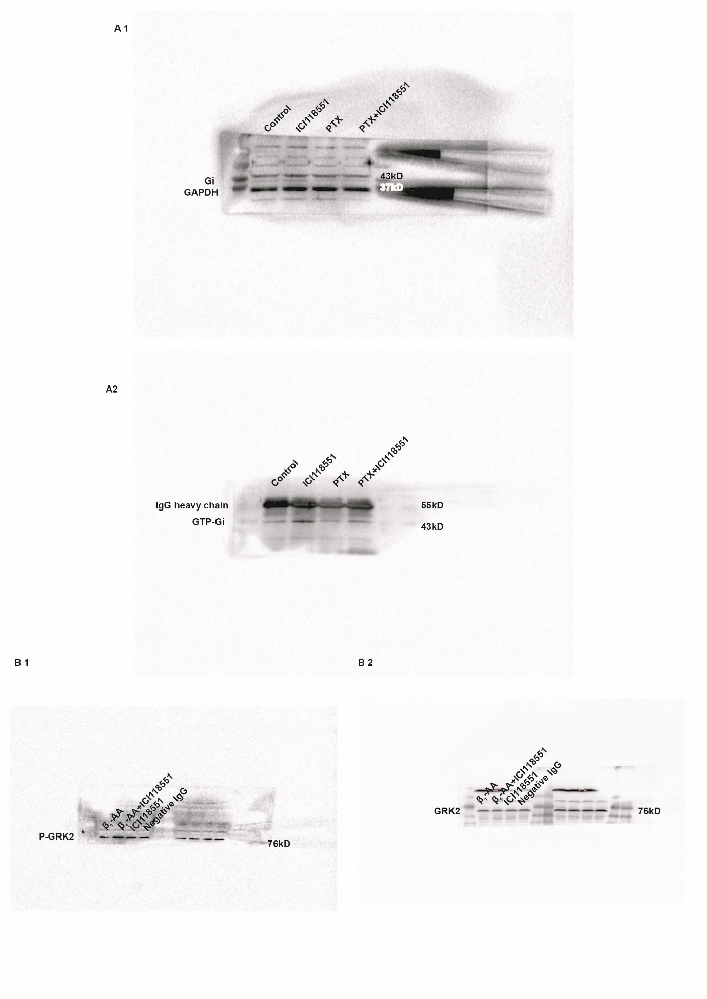 A 1
Control
ICI118551
PTX
PTX+ICI118551
Gi
43kD
37kD
GAPDH
A2
Control
ICI118551
PTX
PTX+ICI118551
IgG heavy chain
55kD
GTP-Gi
43kD
B 1
β1-AA
β1-AA+ICI118551
ICI118551
Negative IgG
P-GRK2
76kD
B 2
β1-AA
β1-AA+ICI118551
ICI118551
Negative IgG
GRK2
76kD